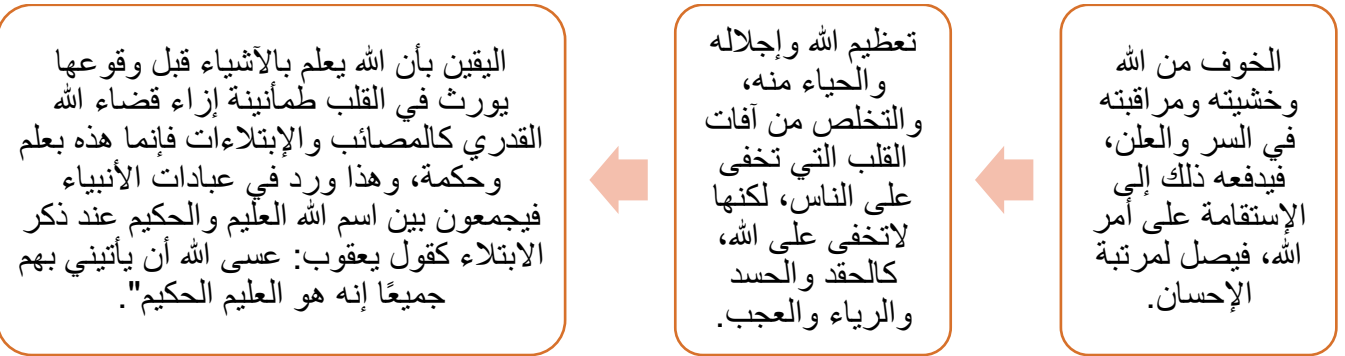 الخوف من الله
وخشيته ومراقبته
في السر والعلن،
فيدفعه ذلك إلى
الإستقامة على أمر
الله، فيصل لمرتبة
الإحسان.
تعظيم الله وإجلاله
والحياء منه،
والتخلص من آفات
القلب التي تخفى
على الناس، لكنها
لاتخفى على الله،
كالحقد والحسد
والرياء والعجب.
اليقين بأن الله يعلم بالآشياء قبل وقوعها
يورث في القلب طمأنينة إزاء قضاء الله
القدري كالمصائب والإبتلاءات فإنما هذه بعلم
وحكمة، وهذا ورد في عبادات الأنبياء
فيجمعون بين اسم الله العليم والحكيم عند ذكر
الابتلاء كقول يعقوب: عسى الله أن يأتيني بهم
جميعًا إنه هو العليم الحكيم".